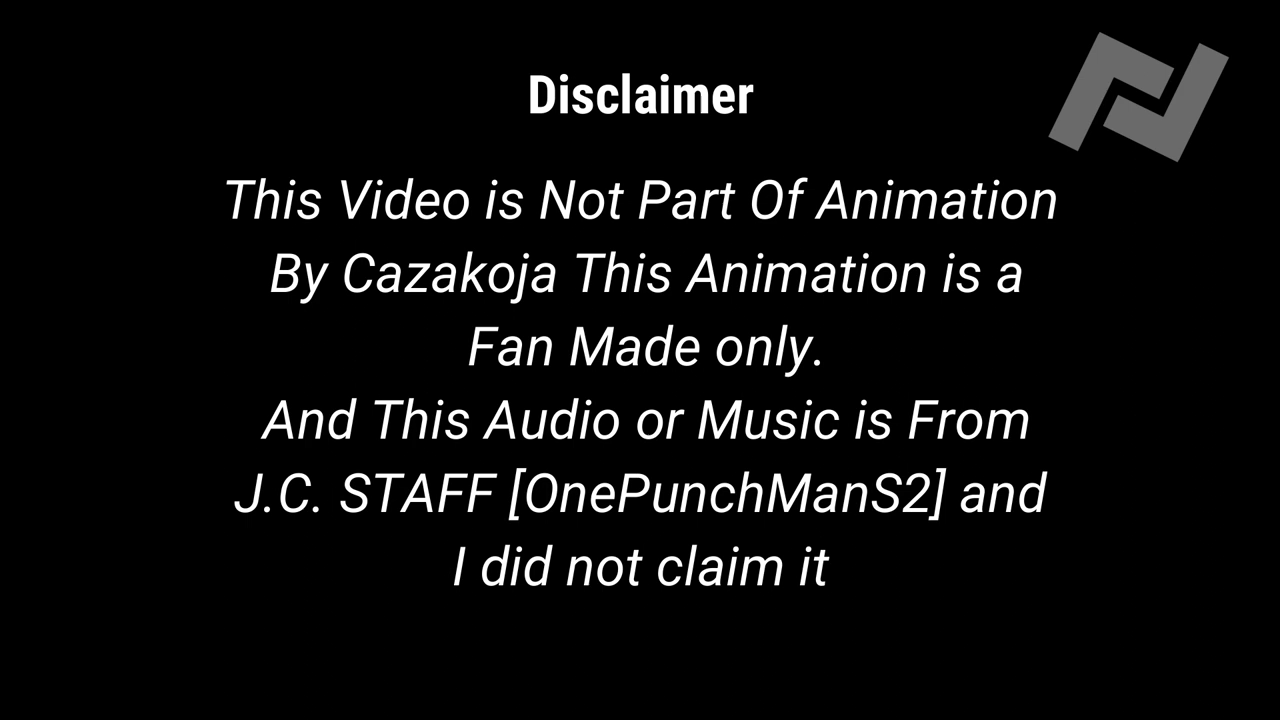 Disclaimer
This Video is Not Part Of Animation
By Cazakoja This Animation is a
Fan Made only.
And This Audio or Music is From
J.C. STAFF [OnePunchManS2] and
I did not claim it